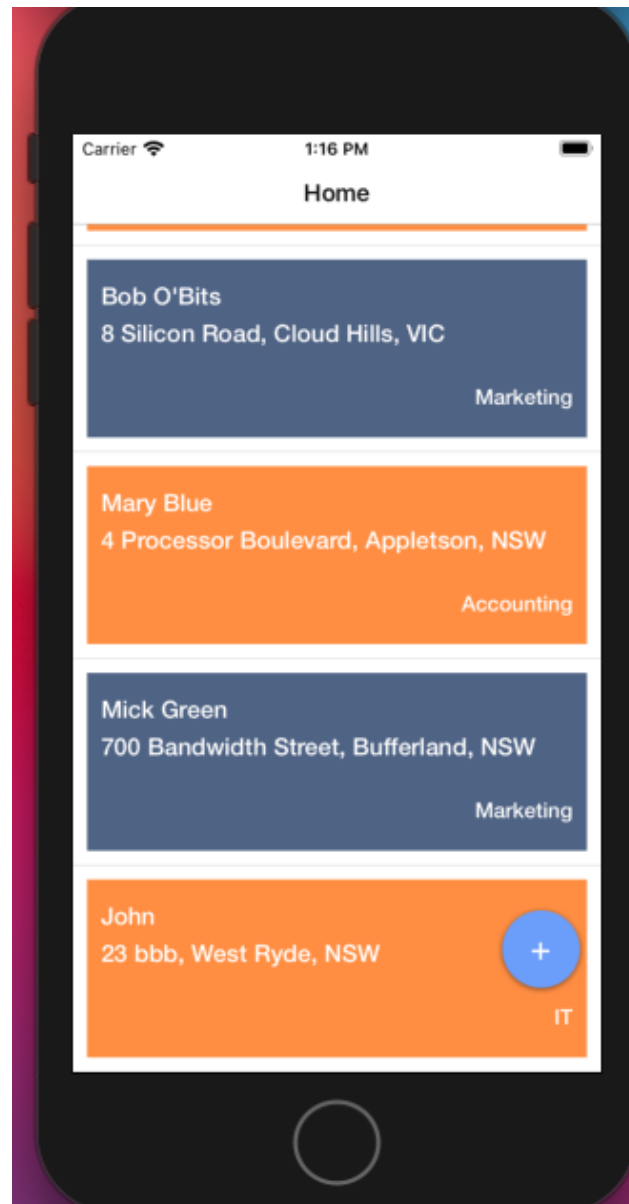 Carrier 1:16 PM
Home
Bob O'Bits
8 Silicon Road, Cloud Hills, VIC
Marketing
Mary Blue
4 Processor Boulevard, Appletson, NSW
Accounting
Mick Green
700 Bandwidth Street, Bufferland, NSW
Marketing
John
23 bbb, West Ryde, NSW
+
IT